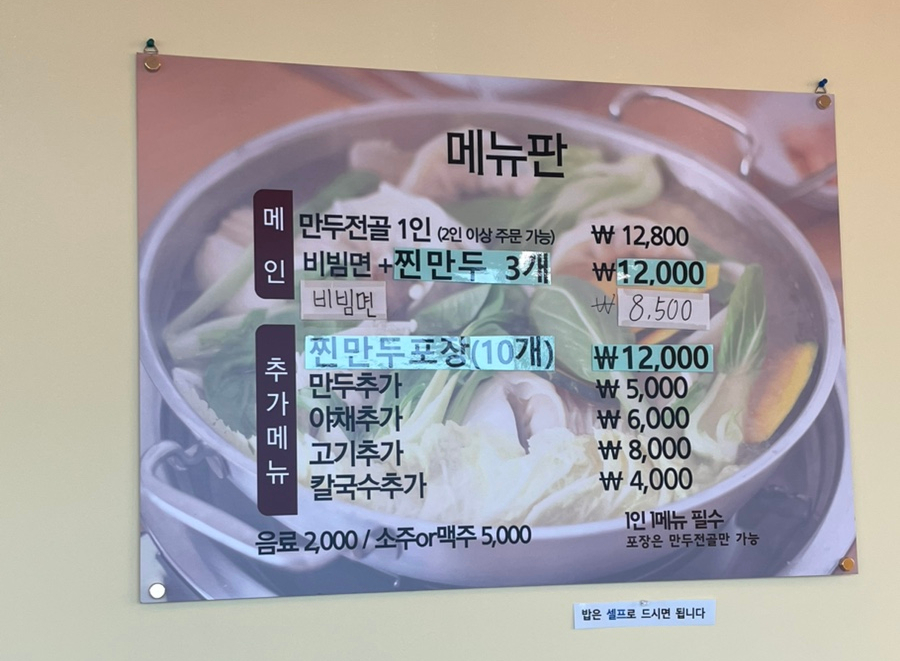 메뉴판
메인
만두전골 1인 (2인 이상 주문 가능) ₩ 12,800
비빔면 +찐만두 3개 ₩12,000
비빔면 ₩ 8.500
추가메뉴
찐만두포장(10개) ₩12,000
만두추가 ₩ 5,000
야채추가 ₩ 6,000
고기추가 ₩ 8,000
칼국수추가 ₩ 4,000
음료 2,000 / 소주or맥주 5,000
1인 1메뉴 필수
포장은 만두전골만 가능
밥은 셀프로 드시면 됩니다